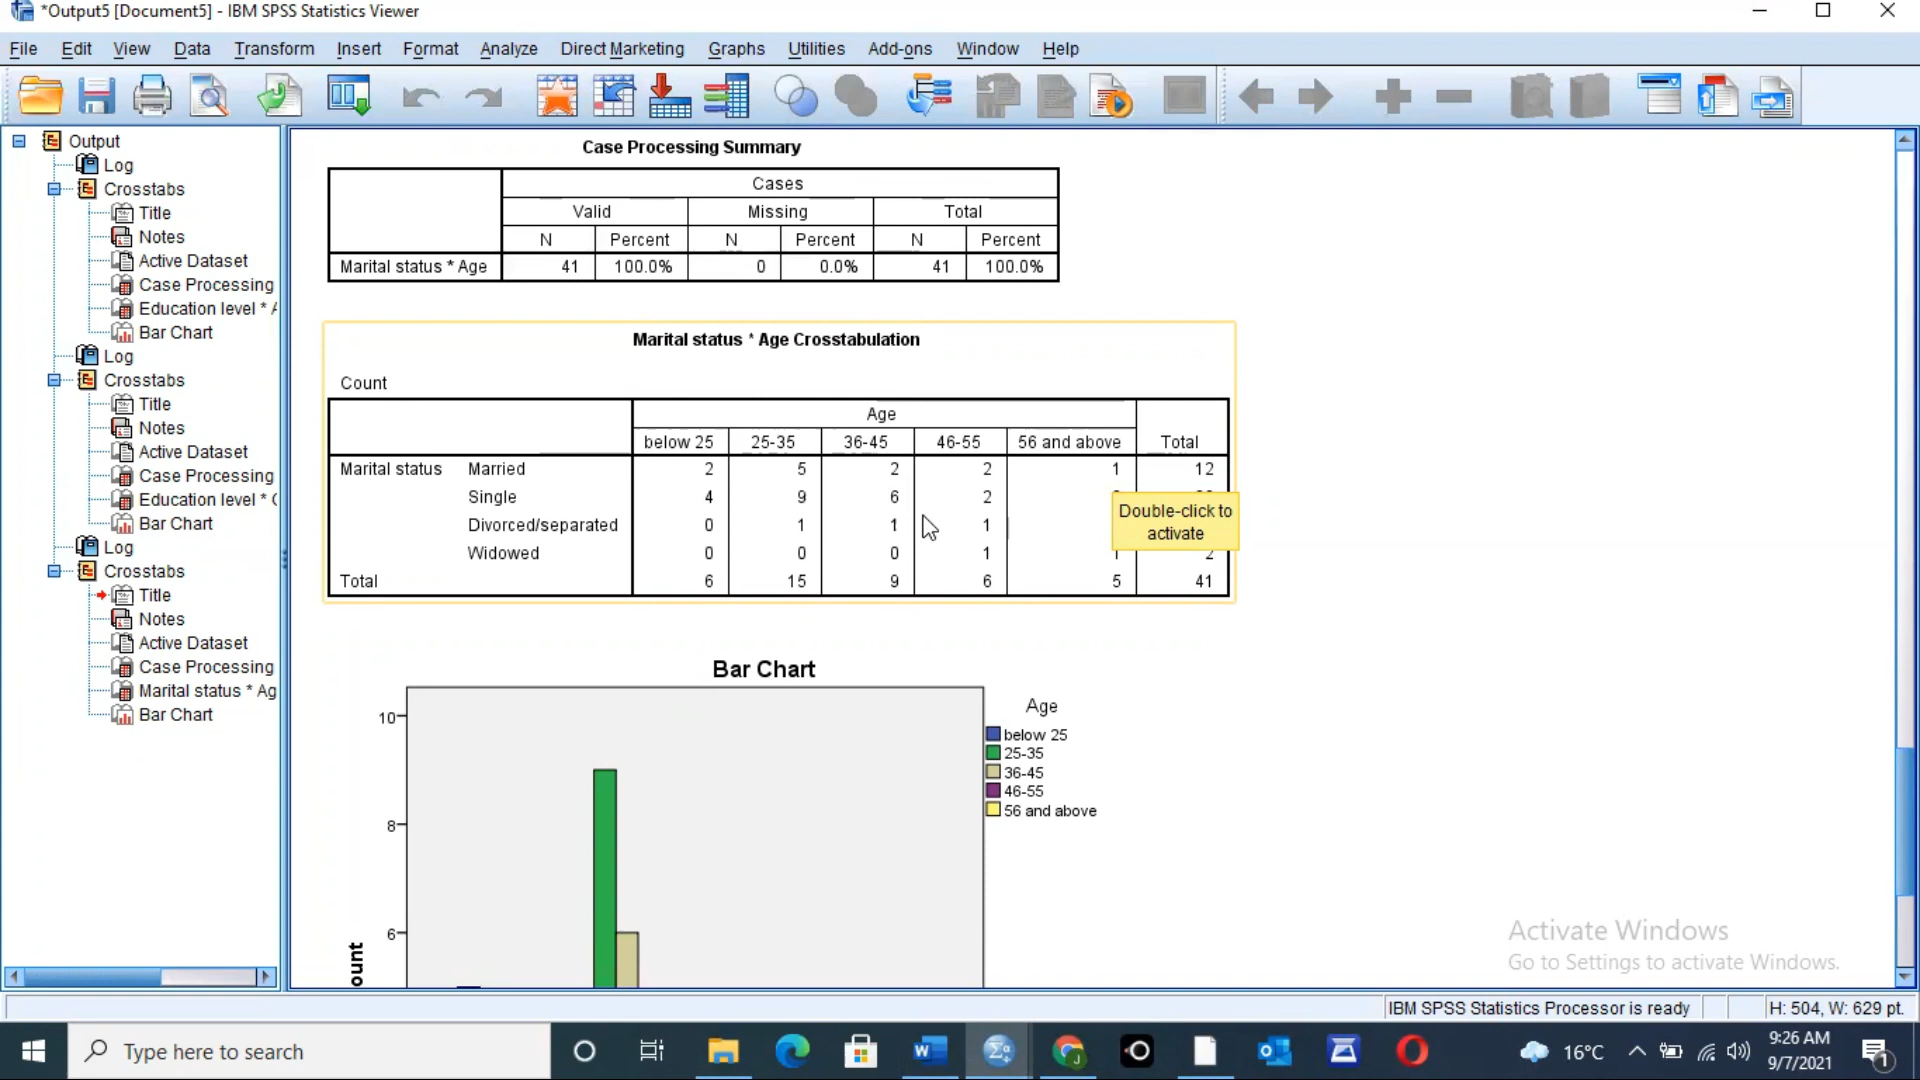 *Output5 [Document5] - IBM SPSS Statistics Viewer
File Edit View Data Transform Insert Format Analyze Direct Marketing Graphs Utilities Add-ons Window Help
Output
Log
Crosstabs
Title
Notes
Active Dataset
Case Processing
Education level * A
Bar Chart
Log
Crosstabs
Title
Notes
Active Dataset
Case Processing
Education level * 
Bar Chart
Log
Crosstabs
Title
Notes
Active Dataset
Case Processing
Marital status * Ag
Bar Chart
Case Processing Summary
Cases
Valid Missing Total
N Percent N Percent N Percent
Marital status * Age 41 100.0% 0 0.0% 41 100.0%
Marital status * Age Crosstabulation
Count
Age
below 25 25-35 36-45 46-55 56 and above Total
Marital status Married 2 5 2 2 1 12
Single 4 9 6 2
Divorced/separated 0 1 1 1
Widowed 0 0 0 1 1 2
Total 6 15 9 6 5 41
Double-click to
activate
Bar Chart
10
8
6
ount
Age
below 25
25-35
36-45
46-55
56 and above
Activate Windows
Go to Settings to activate Windows.
IBM SPSS Statistics Processor is ready H: 504, W: 629 pt.
Type here to search
16°C
9:26 AM
9/7/2021
1